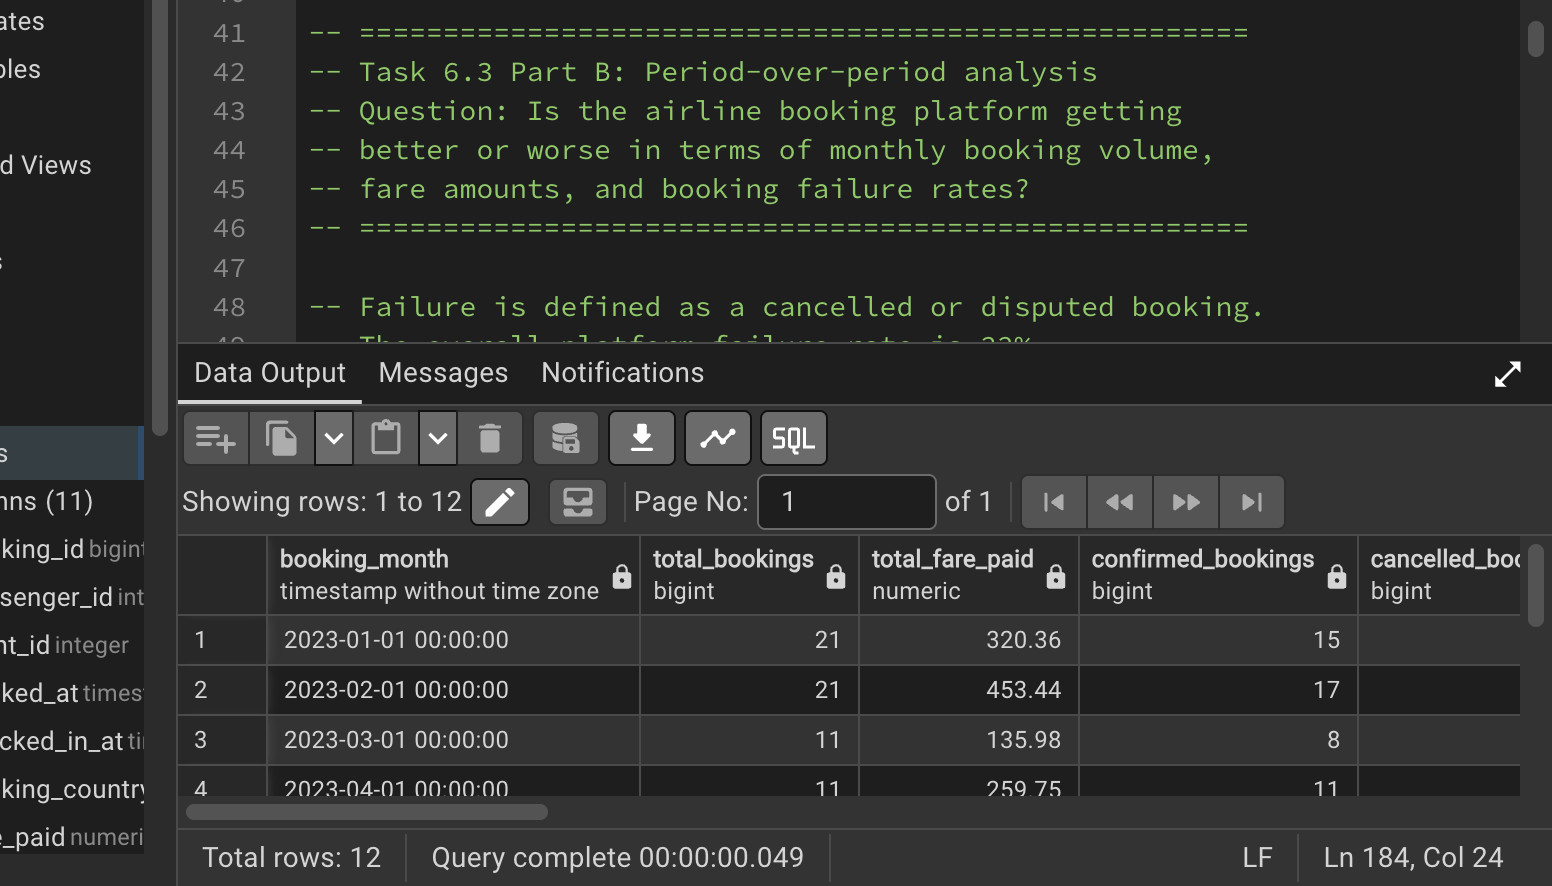 ates
bles
d Views
s
s
nns (11)
king_id bigint
senger_id int
nt_id integer
ked_at times
cked_in_at ti
king_country
e_paid numeri
41 -- =====================================================
42 -- Task 6.3 Part B: Period-over-period analysis
43 -- Question: Is the airline booking platform getting
44 -- better or worse in terms of monthly booking volume,
45 -- fare amounts, and booking failure rates?
46 -- =====================================================
47
48 -- Failure is defined as a cancelled or disputed booking.
Data Output Messages Notifications
SQL
Showing rows: 1 to 12 Page No: 1 of 1
booking_month total_bookings total_fare_paid confirmed_bookings cancelled_boo
timestamp without time zone bigint numeric bigint bigint
1 2023-01-01 00:00:00 21 320.36 15
2 2023-02-01 00:00:00 21 453.44 17
3 2023-03-01 00:00:00 11 135.98 8
4 2023-04-01 00:00:00 11 259.75 11
Total rows: 12 Query complete 00:00:00.049 LF Ln 184, Col 24